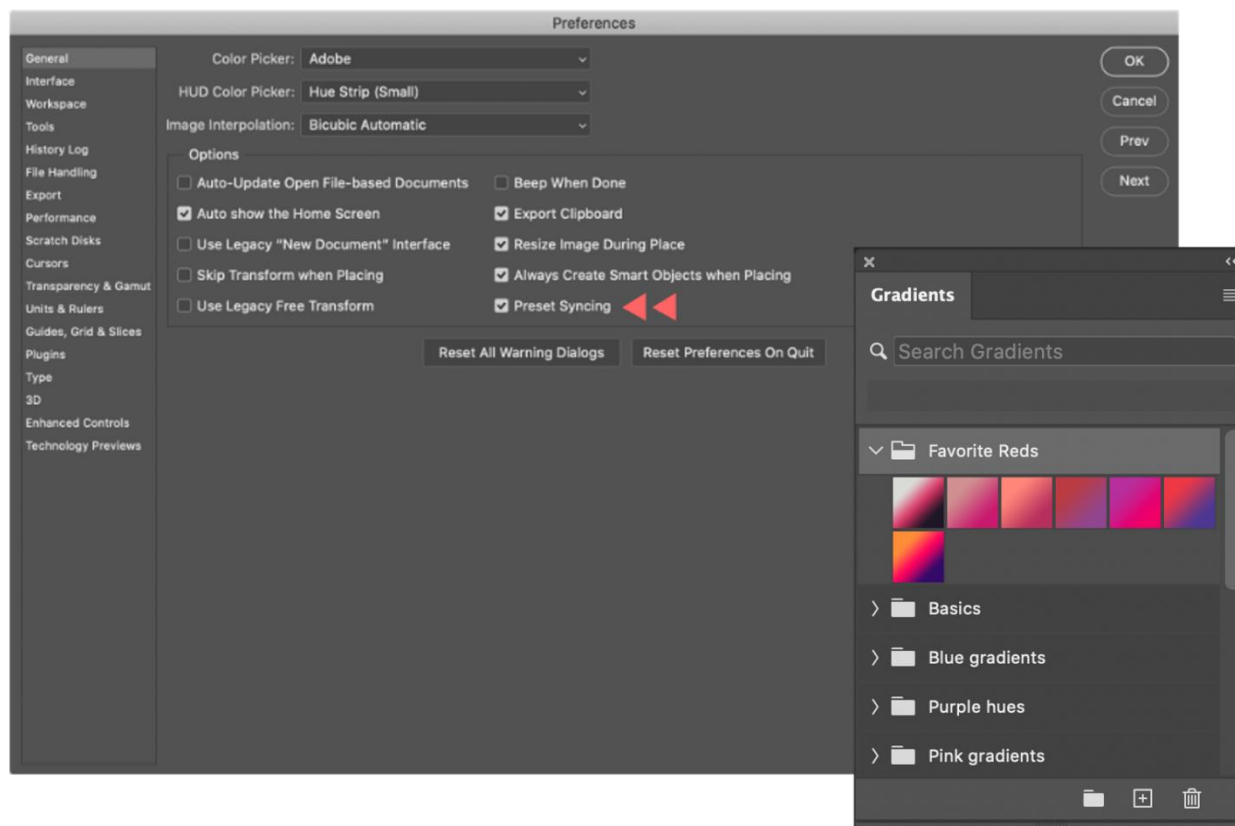 Preferences
General
Interface
Workspace
Tools
History Log
File Handling
Export
Performance
Scratch Disks
Cursors
Transparency & Gamut
Units & Rulers
Guides, Grid & Slices
Plugins
Type
3D
Enhanced Controls
Technology Previews
Color Picker: Adobe
HUD Color Picker: Hue Strip (Small)
Image Interpolation: Bicubic Automatic
Options
Auto-Update Open File-based Documents
Auto show the Home Screen
Use Legacy "New Document" Interface
Skip Transform when Placing
Use Legacy Free Transform
Beep When Done
Export Clipboard
Resize Image During Place
Always Create Smart Objects when Placing
Preset Syncing
Reset All Warning Dialogs
Reset Preferences On Quit
OK
Cancel
Prev
Next
Gradients
Search Gradients
Favorite Reds
Basics
Blue gradients
Purple hues
Pink gradients